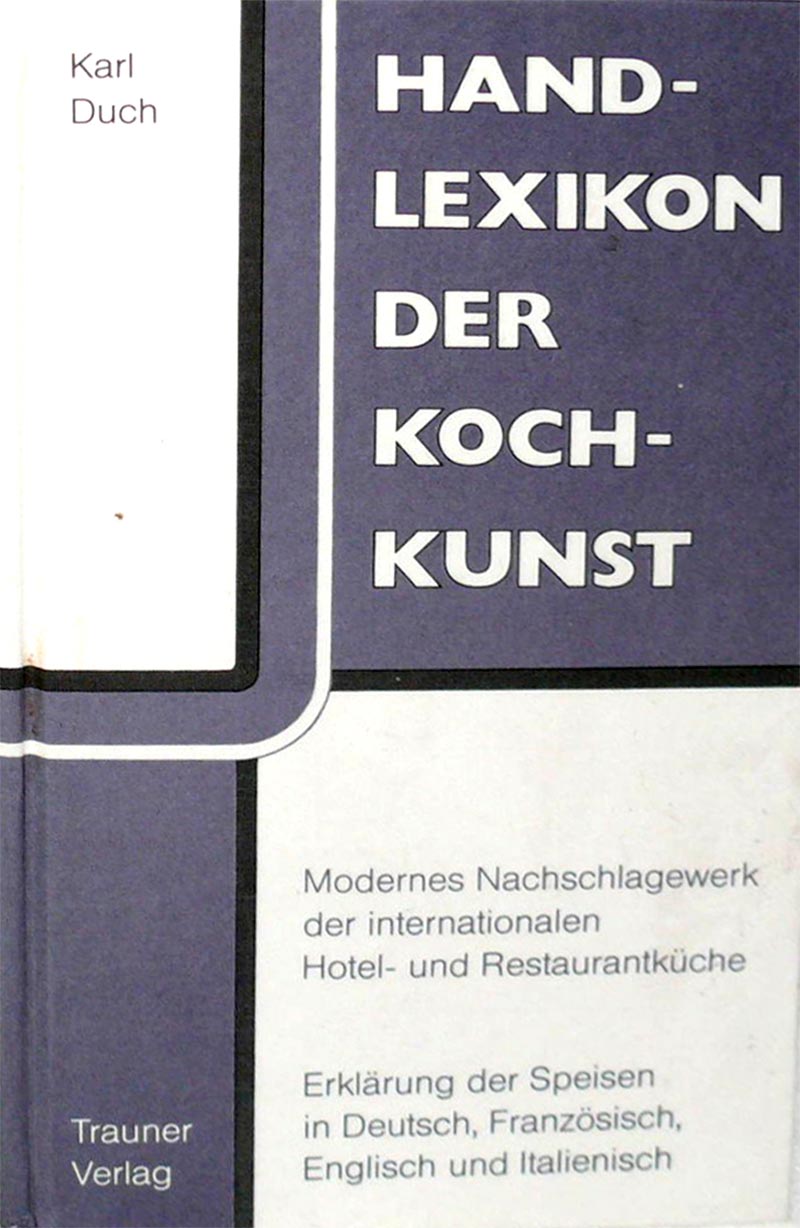 Karl
Duch
HAND-
LEXIKON
DER
KOCH-
KUNST
Modernes Nachschlagewerk
der internationalen
Hotel- und Restaurantküche
Erklärung der Speisen
in Deutsch, Französisch,
Englisch und Italienisch
Trauner
Verlag